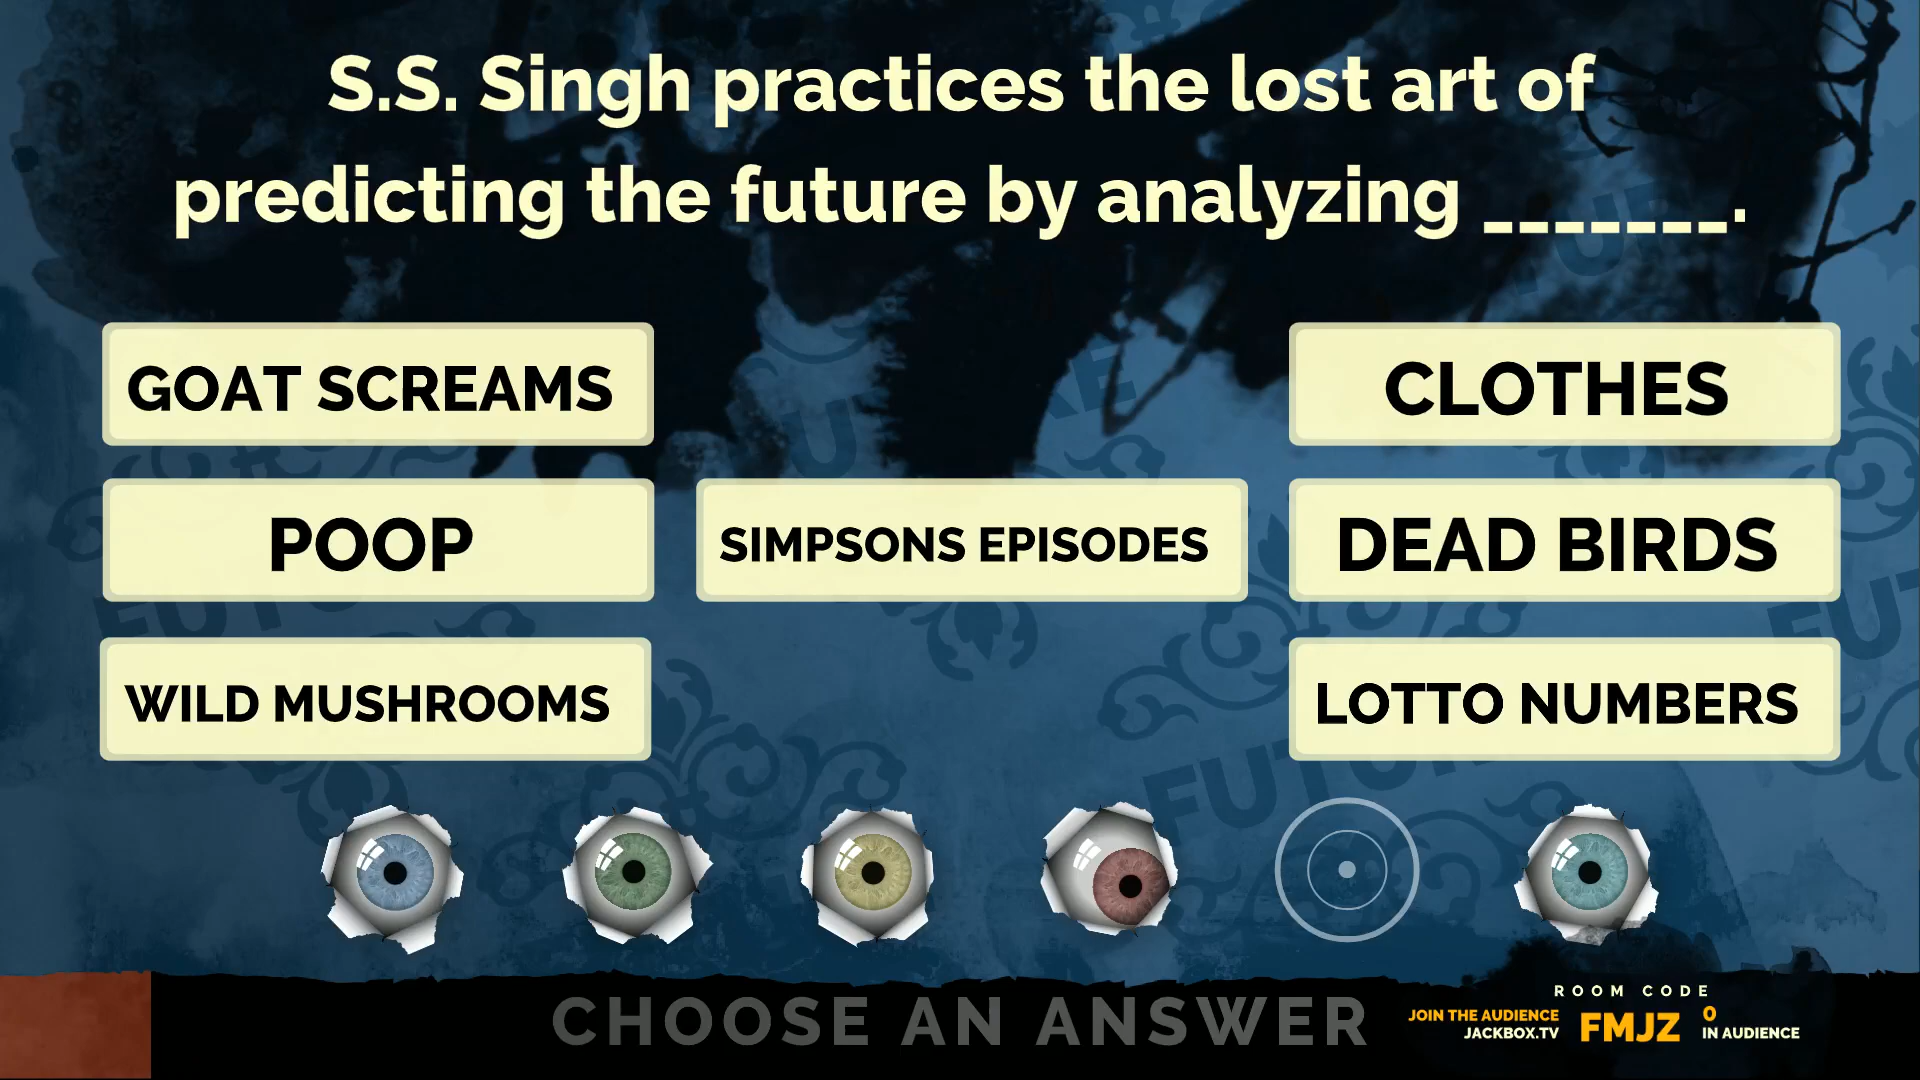 S.S. Singh practices the lost art of
predicting the future by analyzing _______.
GOAT SCREAMS
CLOTHES
POOP
SIMPSONS EPISODES
DEAD BIRDS
WILD MUSHROOMS
LOTTO NUMBERS
CHOOSE AN ANSWER
ROOM CODE
JOIN THE AUDIENCE
JACKBOX.TV
FMJZ
0
IN AUDIENCE
FUTURE
FUTURE